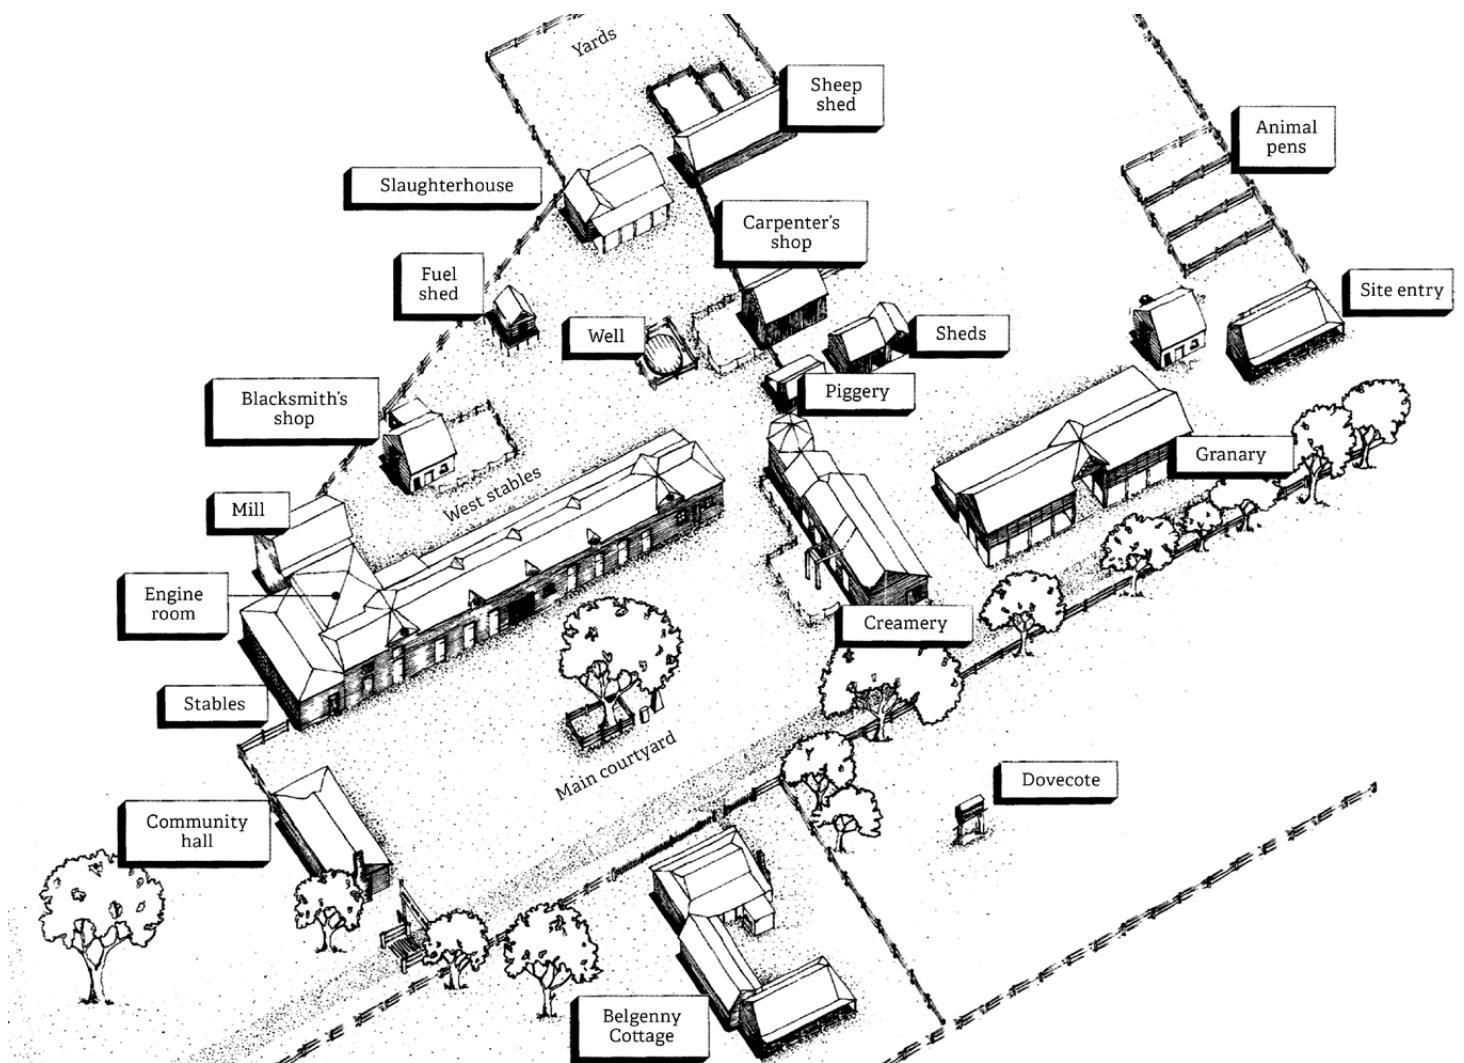 Yards
Sheep
shed
Animal
pens
Slaughterhouse
Carpenter's
shop
Fuel
shed
Site entry
Well
Sheds
Piggery
Blacksmith's
shop
Granary
West stables
Mill
Engine
room
Creamery
Stables
Main courtyard
Dovecote
Community
hall
Belgenny
Cottage